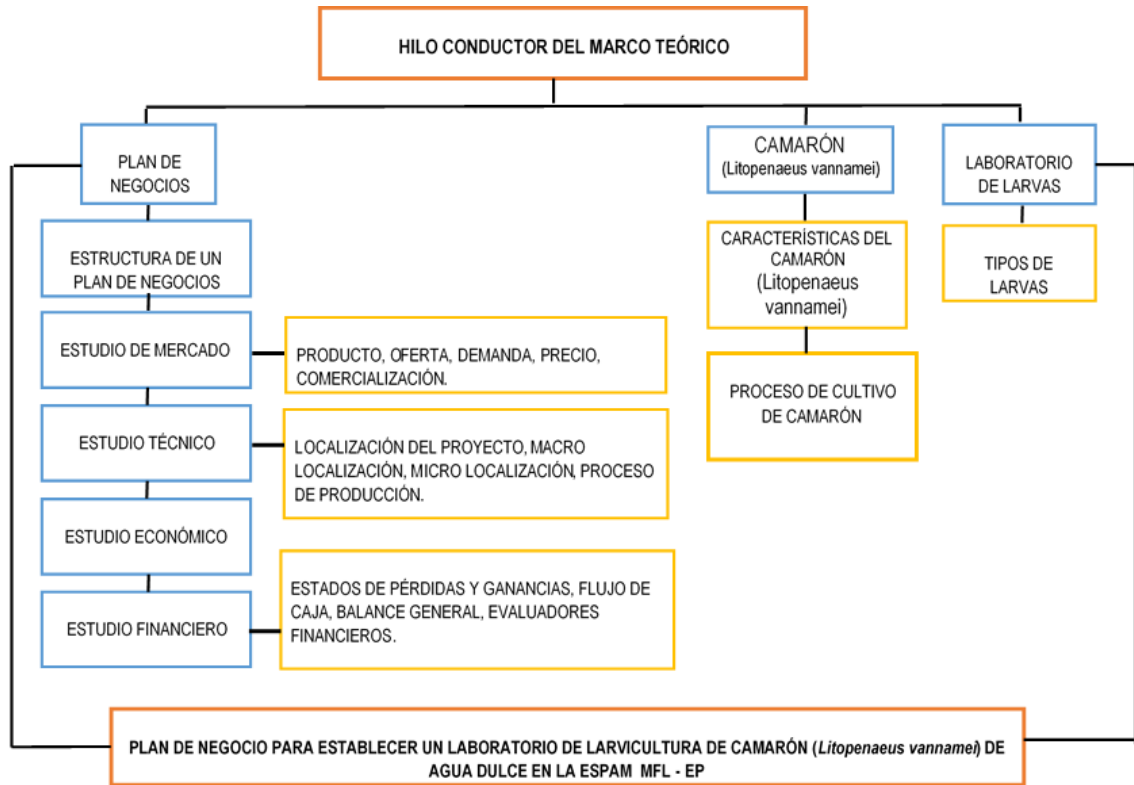 HILO CONDUCTOR DEL MARCO TEÓRICO
PLAN DE
NEGOCIOS
ESTRUCTURA DE UN
PLAN DE NEGOCIOS
ESTUDIO DE MERCADO
PRODUCTO, OFERTA, DEMANDA, PRECIO,
COMERCIALIZACIÓN.
ESTUDIO TÉCNICO
LOCALIZACIÓN DEL PROYECTO, MACRO
LOCALIZACIÓN, MICRO LOCALIZACIÓN, PROCESO
DE PRODUCCIÓN.
ESTUDIO ECONÓMICO
ESTUDIO FINANCIERO
ESTADOS DE PÉRDIDAS Y GANANCIAS, FLUJO DE
CAJA, BALANCE GENERAL, EVALUADORES
FINANCIEROS.
CAMARÓN
(Litopenaeus vannamei)
CARACTERÍSTICAS DEL
CAMARÓN
(Litopenaeus
vannamei)
PROCESO DE CULTIVO
DE CAMARÓN
LABORATORIO
DE LARVAS
TIPOS DE
LARVAS
PLAN DE NEGOCIO PARA ESTABLECER UN LABORATORIO DE LARVICULTURA DE CAMARÓN (Litopenaeus vannamei) DE
AGUA DULCE EN LA ESPAM MFL - EP